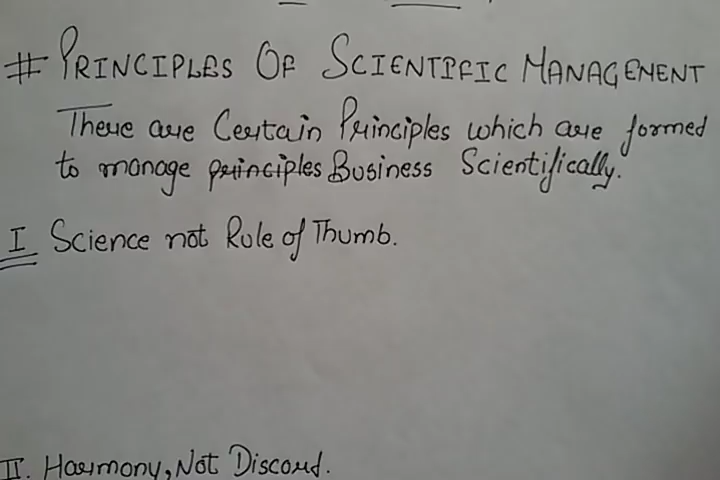 # PRINCIPLES OF SCIENTIFIC MANAGEMENT
There are Certain Principles which are formed
to manage principles Business Scientifically.
I Science not Rule of Thumb.
II. Harmony, Not Discord.